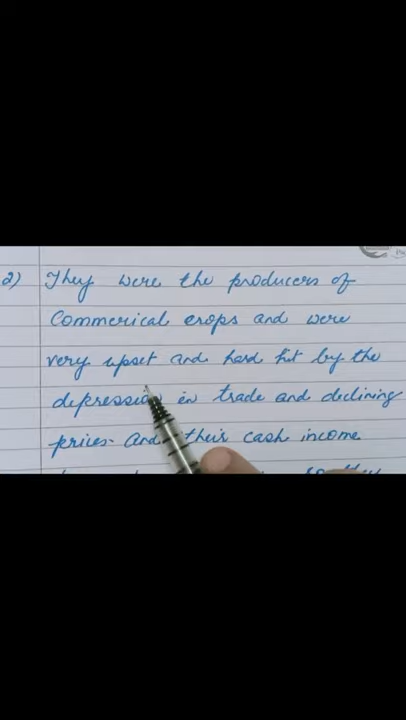 2) They were the producers of
Commerical crops and were
very upset and hard hit by the
depression in trade and declining
prices. And their cash income